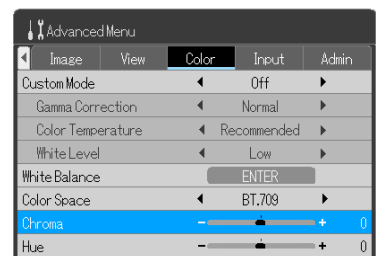 Advanced Menu
Image View Color Input Admin
Custom Mode Off
Gamma Correction Normal
Color Temperature Recommended
White Level Low
White Balance ENTER
Color Space BT.709
Chroma - + 0
Hue - + 0